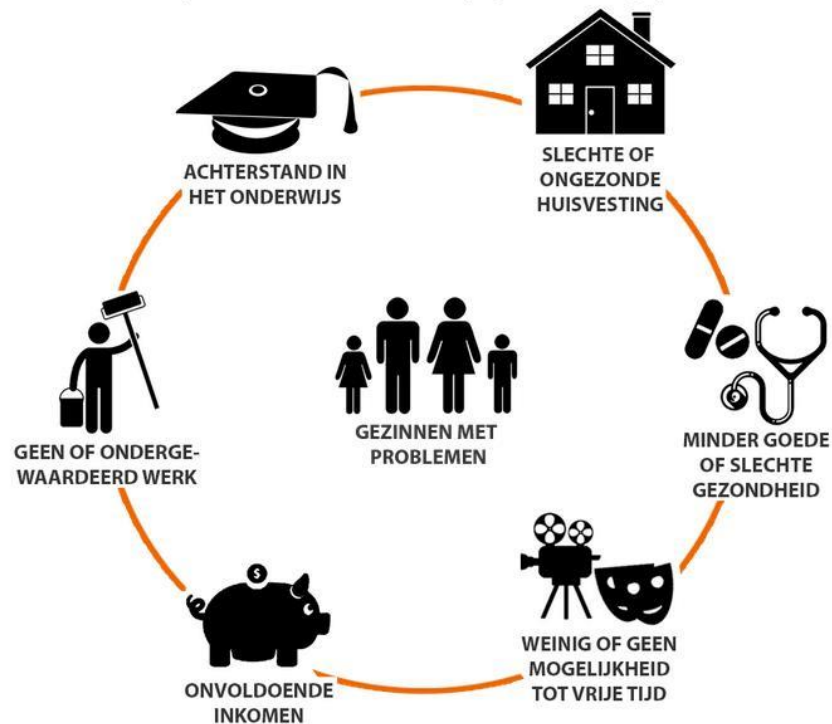 ACHTERSTAND IN
HET ONDERWIJS
SLECHTE OF
ONGEZONDE
HUISVESTING
GEEN OF ONDERGE-
WAARDEERD WERK
GEZINNEN MET
PROBLEMEN
MINDER GOEDE
OF SLECHTE
GEZONDHEID
ONVOLDOENDE
INKOMEN
WEINIG OF GEEN
MOGELIJKHEID
TOT VRIJE TIJD
$